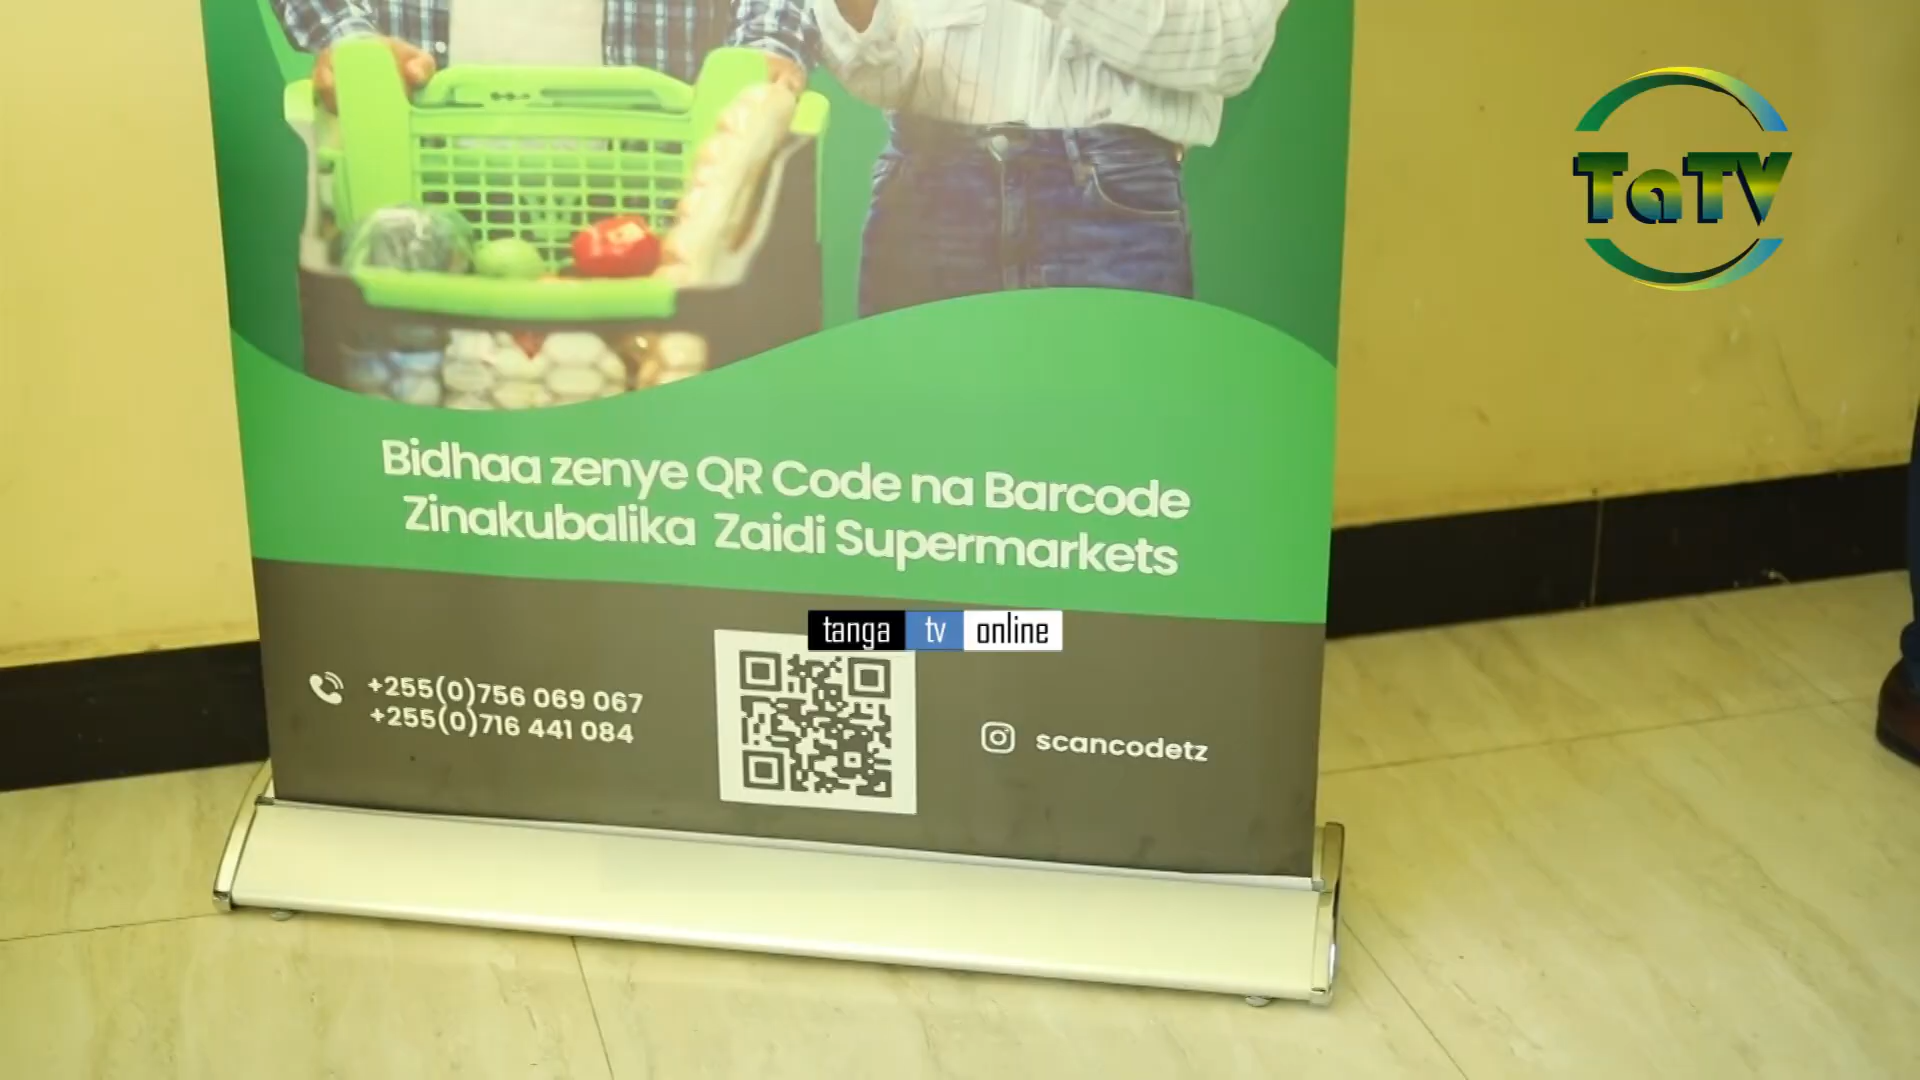 TaTV
Bidhaa zenye QR Code na Barcode
Zinakubalika Zaidi Supermarkets
tanga tv online
+255(0)756 069 067
+255(0)716 441 084
scancodetz